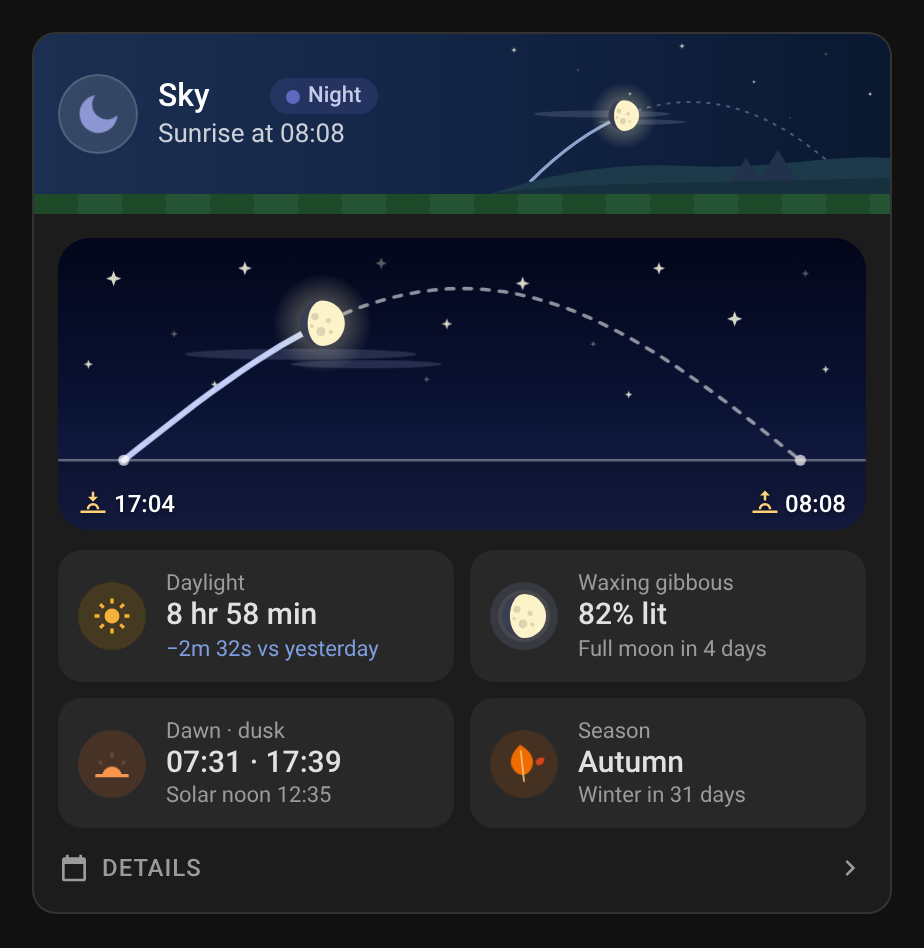 Sky
Night
Sunrise at 08:08
17:04
08:08
Daylight
8 hr 58 min
−2m 32s vs yesterday
Waxing gibbous
82% lit
Full moon in 4 days
Dawn · dusk
07:31 · 17:39
Solar noon 12:35
Season
Autumn
Winter in 31 days
DETAILS